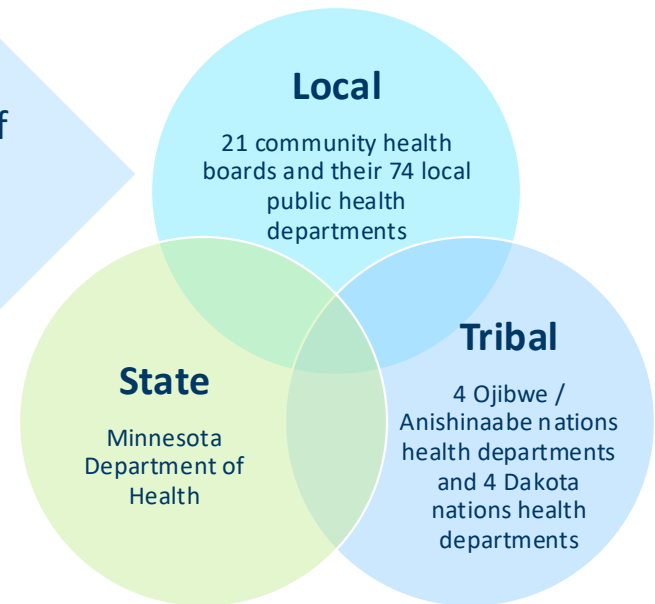 f
Local
21 community health
boards and their 74 local
public health
departments
State
Minnesota
Department of
Health
Tribal
4 Ojibwe /
Anishinaabe nations
health departments
and 4 Dakota
nations health
departments